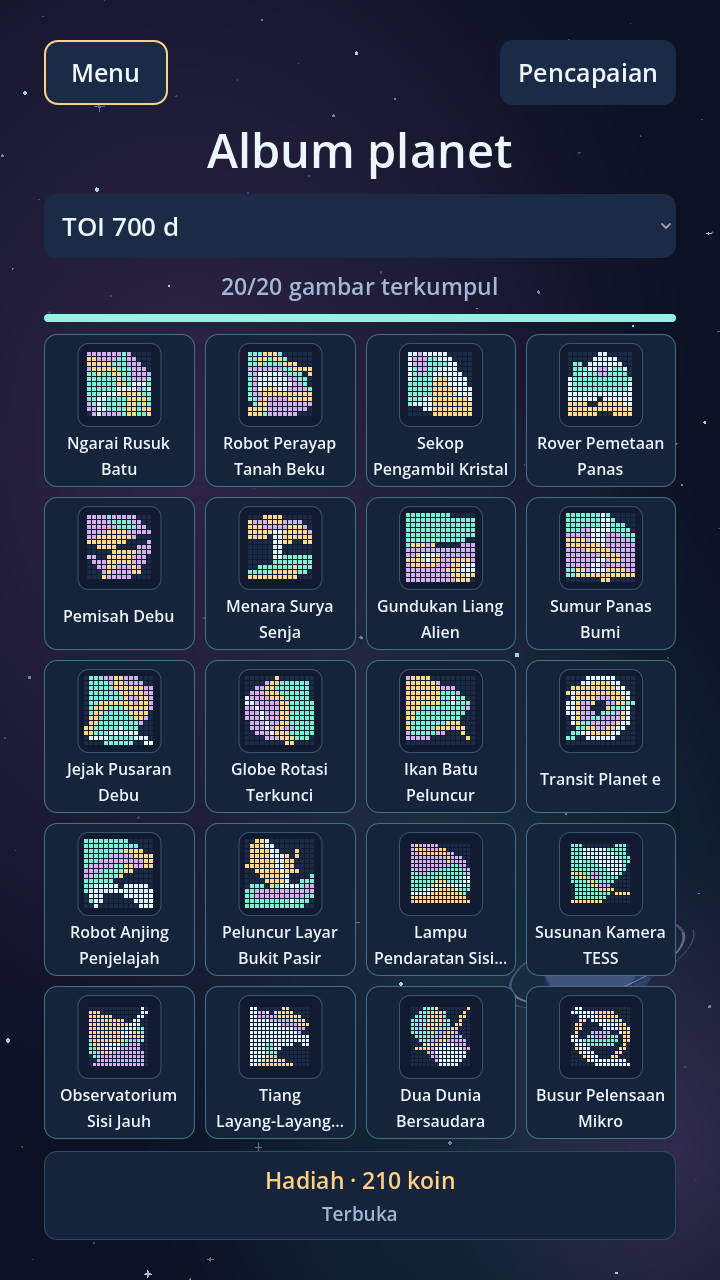 Menu
Pencapaian
Album planet
TOI 700 d
20/20 gambar terkumpul
Ngarai Rusuk
Batu
Robot Perayap
Tanah Beku
Sekop
Pengambil Kristal
Rover Pemetaan
Panas
Pemisah Debu
Menara Surya
Senja
Gundukan Liang
Alien
Sumur Panas
Bumi
Jejak Pusaran
Debu
Globe Rotasi
Terkunci
Ikan Batu
Peluncur
Transit Planet e
Robot Anjing
Penjelajah
Peluncur Layar
Bukit Pasir
Lampu
Pendaratan Sisi...
Susunan Kamera
TESS
Observatorium
Sisi Jauh
Tiang
Layang-Layang...
Dua Dunia
Bersaudara
Busur Pelensaan
Mikro
Hadiah · 210 koin
Terbuka